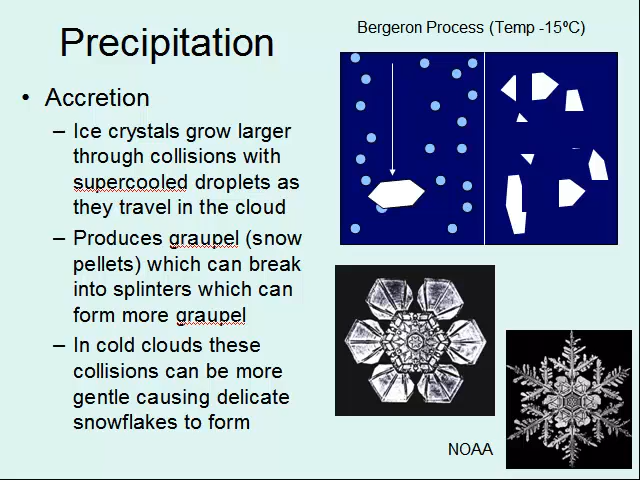 Precipitation
Bergeron Process (Temp -15ºC)
• Accretion
– Ice crystals grow larger
through collisions with
supercooled droplets as
they travel in the cloud
– Produces graupel (snow
pellets) which can break
into splinters which can
form more graupel
– In cold clouds these
collisions can be more
gentle causing delicate
snowflakes to form
NOAA